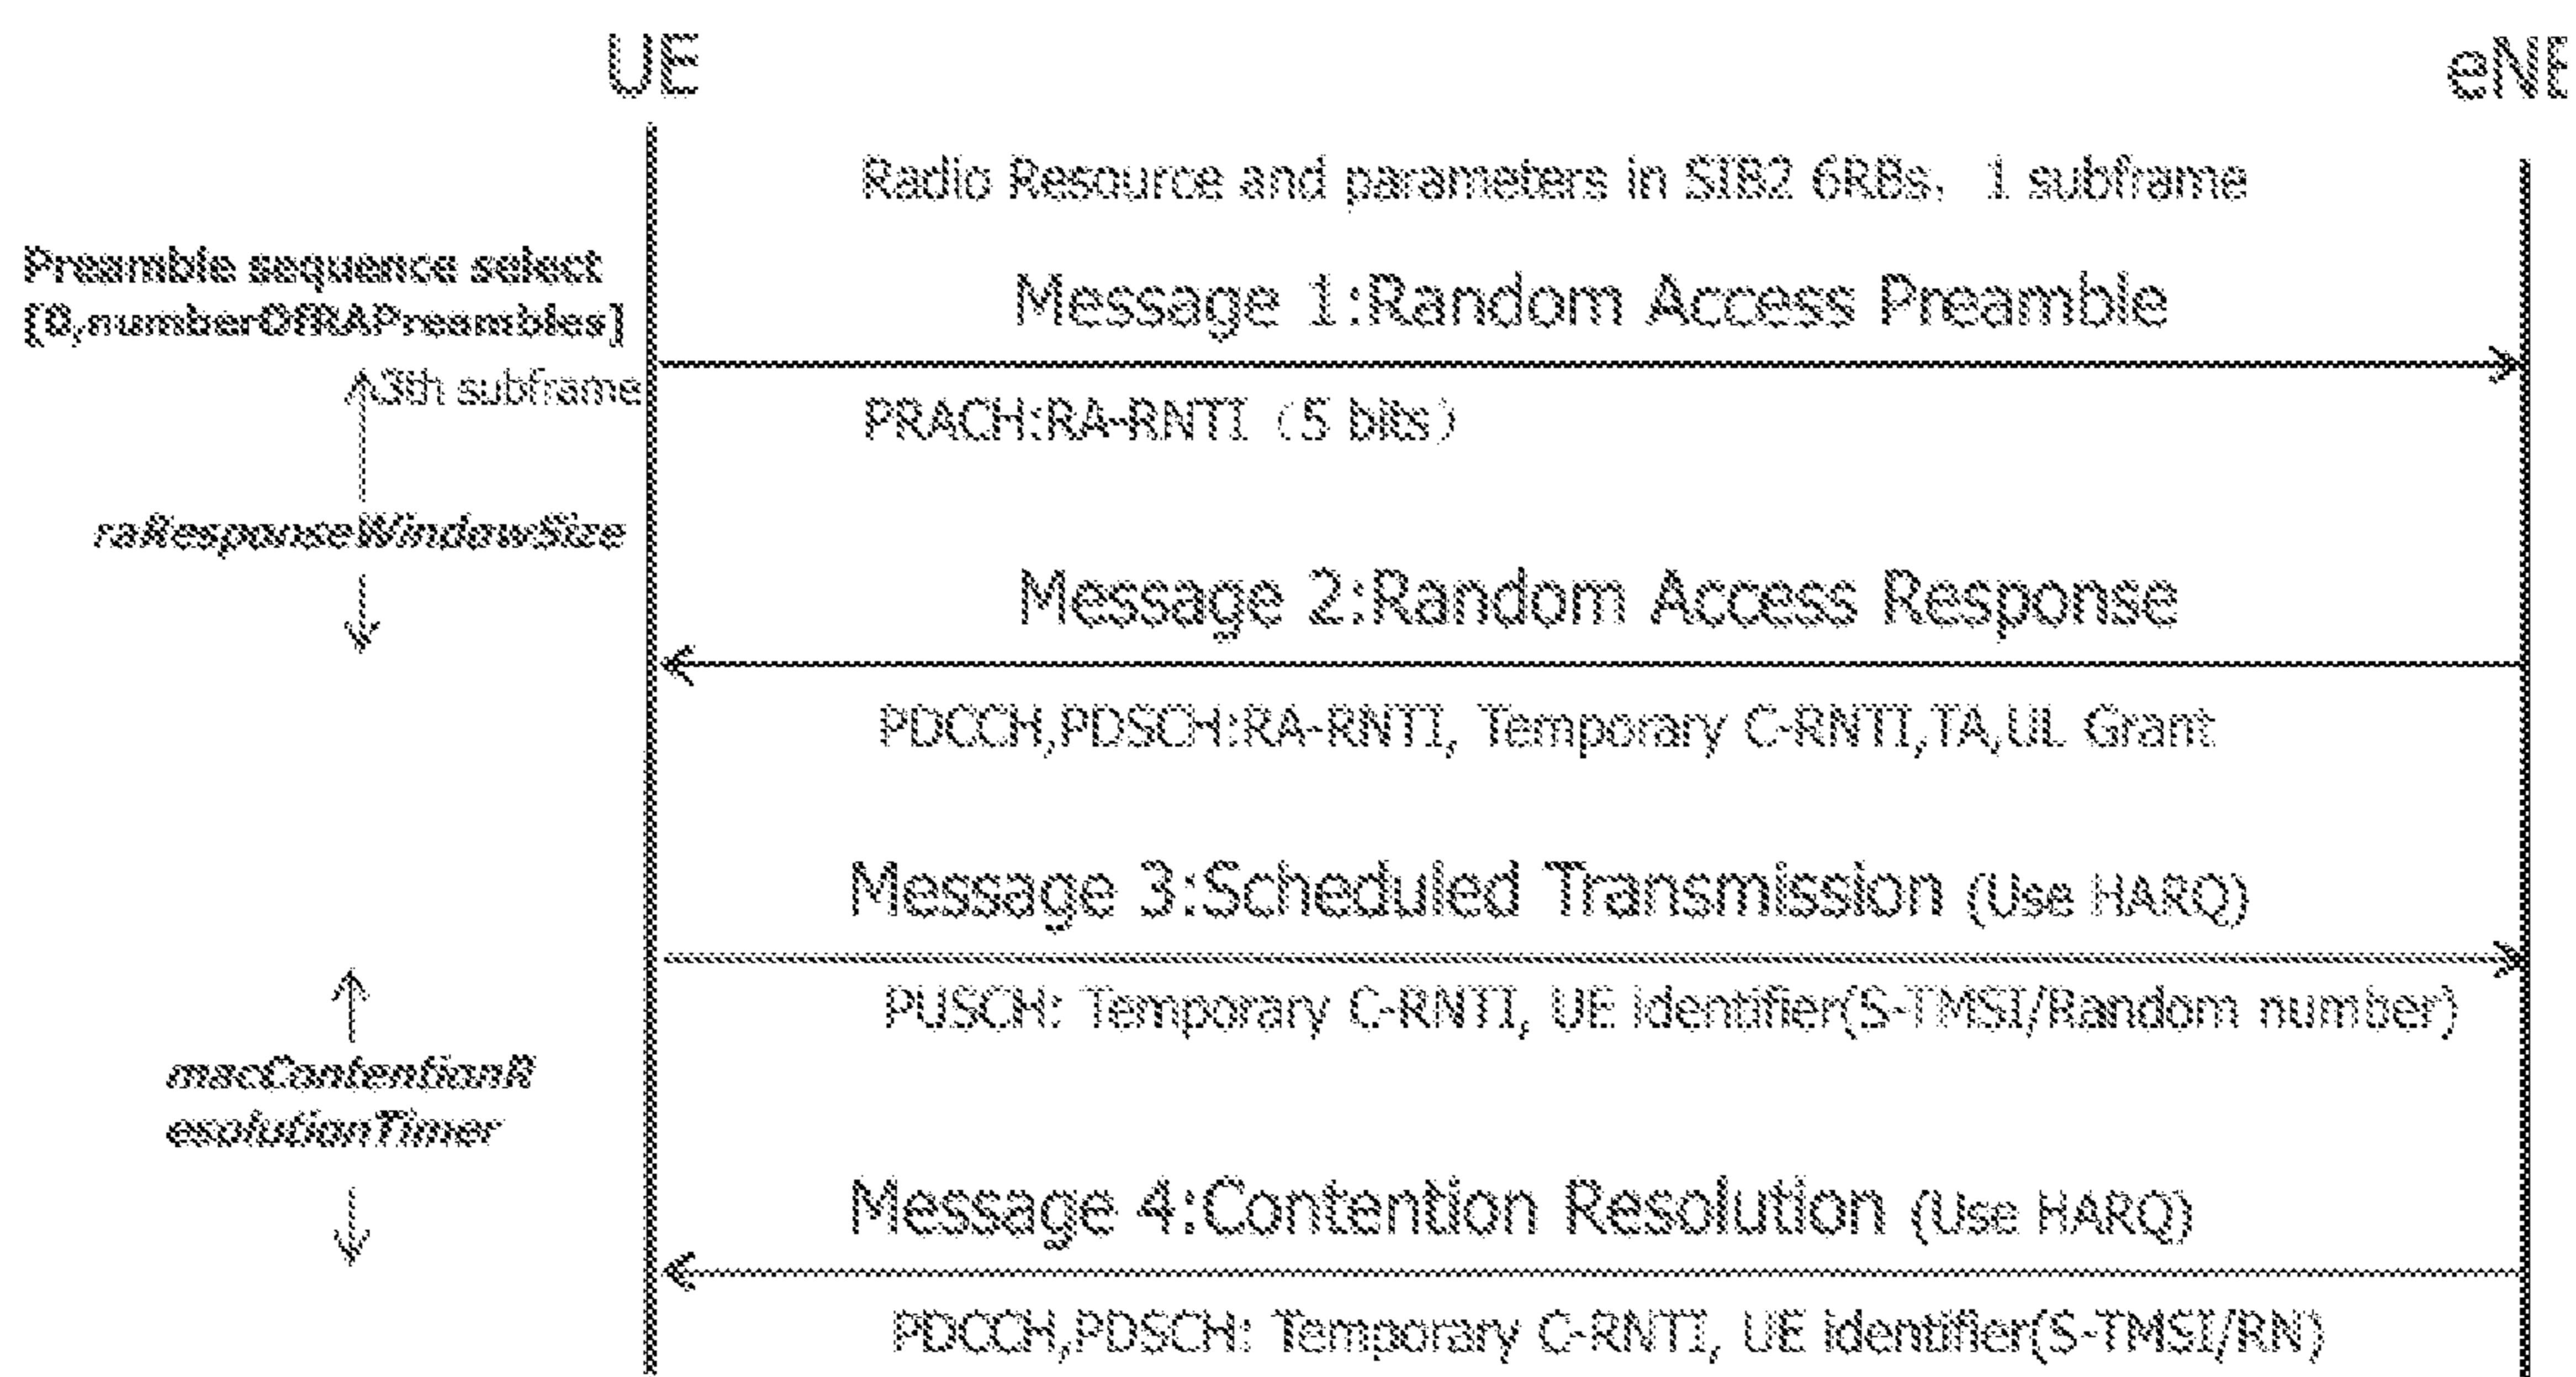 UE
eNB
Radio Resource and parameters in SIB2 6RBs, 1 subframe
Preamble sequence select
[0,numberOfRAPreambles]
Message 1:Random Access Preamble
3th subframe
PRACH:RA-RNTI (5 bits)
raResponseWindowSize
Message 2:Random Access Response
PDCCH,PDSCH:RA-RNTI, Temporary C-RNTI,TA,UL Grant
Message 3:Scheduled Transmission (Use HARQ)
PUSCH: Temporary C-RNTI, UE identifier(S-TMSI/Random number)
macContentionR
esolutionTimer
Message 4:Contention Resolution (Use HARQ)
PDCCH,PDSCH: Temporary C-RNTI, UE identifier(S-TMSI/RN)